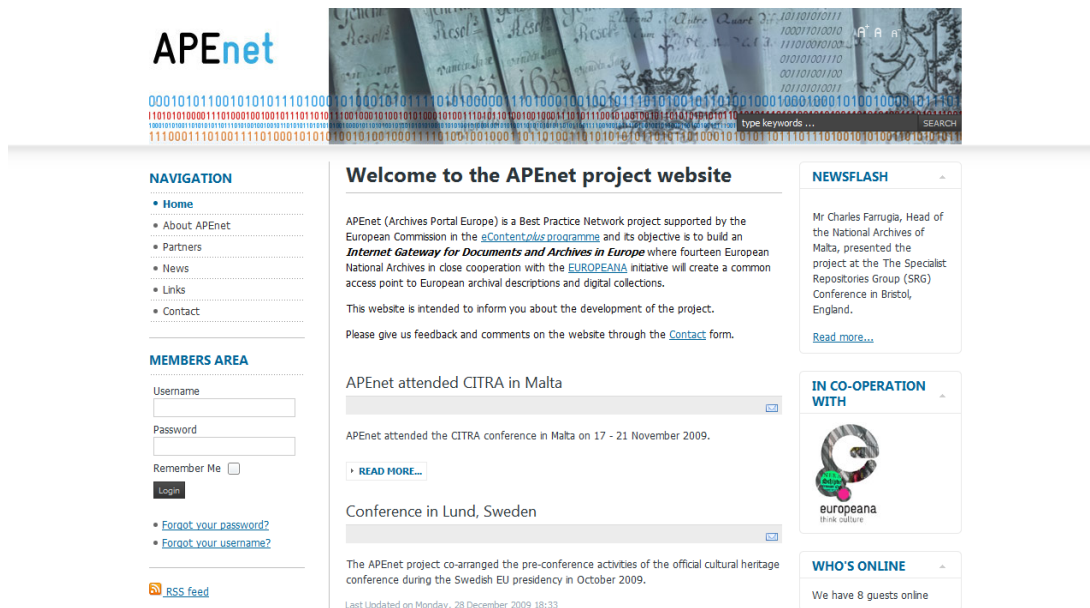 APEnet
A+ A A-
type keywords ...
SEARCH
NAVIGATION
Home
About APEnet
Partners
News
Links
Contact
MEMBERS AREA
Username
Password
Remember Me
Login
Forgot your password?
Forgot your username?
RSS feed
Welcome to the APEnet project website
APEnet (Archives Portal Europe) is a Best Practice Network project supported by the
European Commission in the eContentplus programme and its objective is to build an
Internet Gateway for Documents and Archives in Europe where fourteen European
National Archives in close cooperation with the EUROPEANA initiative will create a common
access point to European archival descriptions and digital collections.
This website is intended to inform you about the development of the project.
Please give us feedback and comments on the website through the Contact form.
APEnet attended CITRA in Malta
APEnet attended the CITRA conference in Malta on 17 - 21 November 2009.
READ MORE...
Conference in Lund, Sweden
The APEnet project co-arranged the pre-conference activities of the official cultural heritage
conference during the Swedish EU presidency in October 2009.
Last Updated on Monday, 28 December 2009 18:33
NEWSFLASH
Mr Charles Farrugia, Head of
the National Archives of
Malta, presented the
project at the The Specialist
Repositories Group (SRG)
Conference in Bristol,
England.
Read more...
IN CO-OPERATION
WITH
europeana
think culture
WHO'S ONLINE
We have 8 guests online